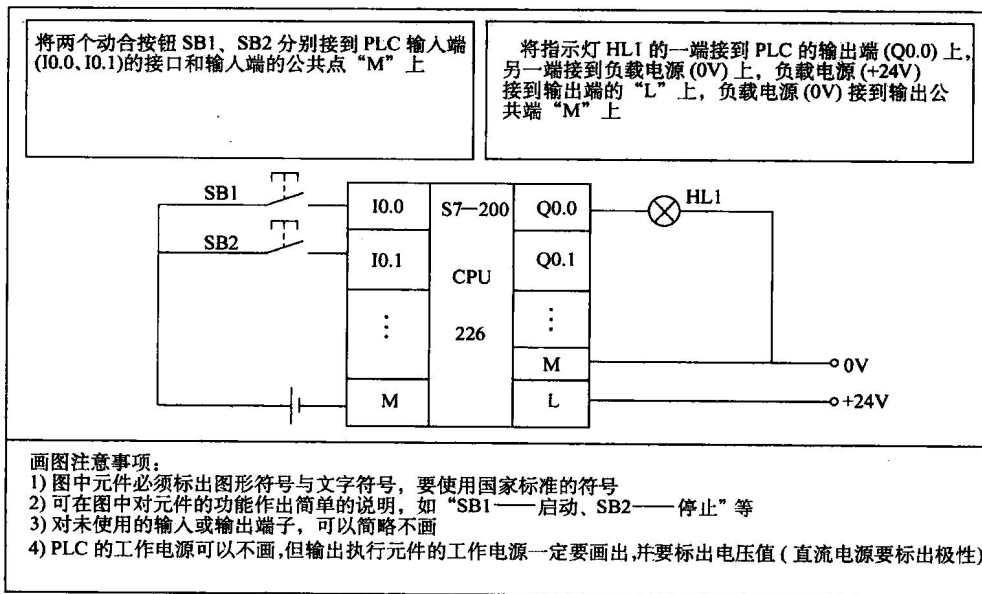 将两个动合按钮 SB1、SB2 分别接到 PLC 输入端
(I0.0、I0.1)的接口和输入端的公共点“M”上
将指示灯 HL1 的一端接到 PLC 的输出端 (Q0.0) 上，
另一端接到负载电源 (0V) 上，负载电源 (+24V)
接到输出端的“L”上，负载电源 (0V) 接到输出公
共端“M”上
SB1
I0.0
S7—200
Q0.0
HL1
SB2
I0.1
CPU
Q0.1
⋮
226
⋮
M
0V
M
L
+24V
画图注意事项：
1) 图中元件必须标出图形符号与文字符号，要使用国家标准的符号
2) 可在图中对元件的功能作出简单的说明，如“SB1——启动、SB2——停止”等
3) 对未使用的输入或输出端子，可以简略不画
4) PLC 的工作电源可以不画，但输出执行元件的工作电源一定要画出，并要标出电压值 ( 直流电源要标出极性)